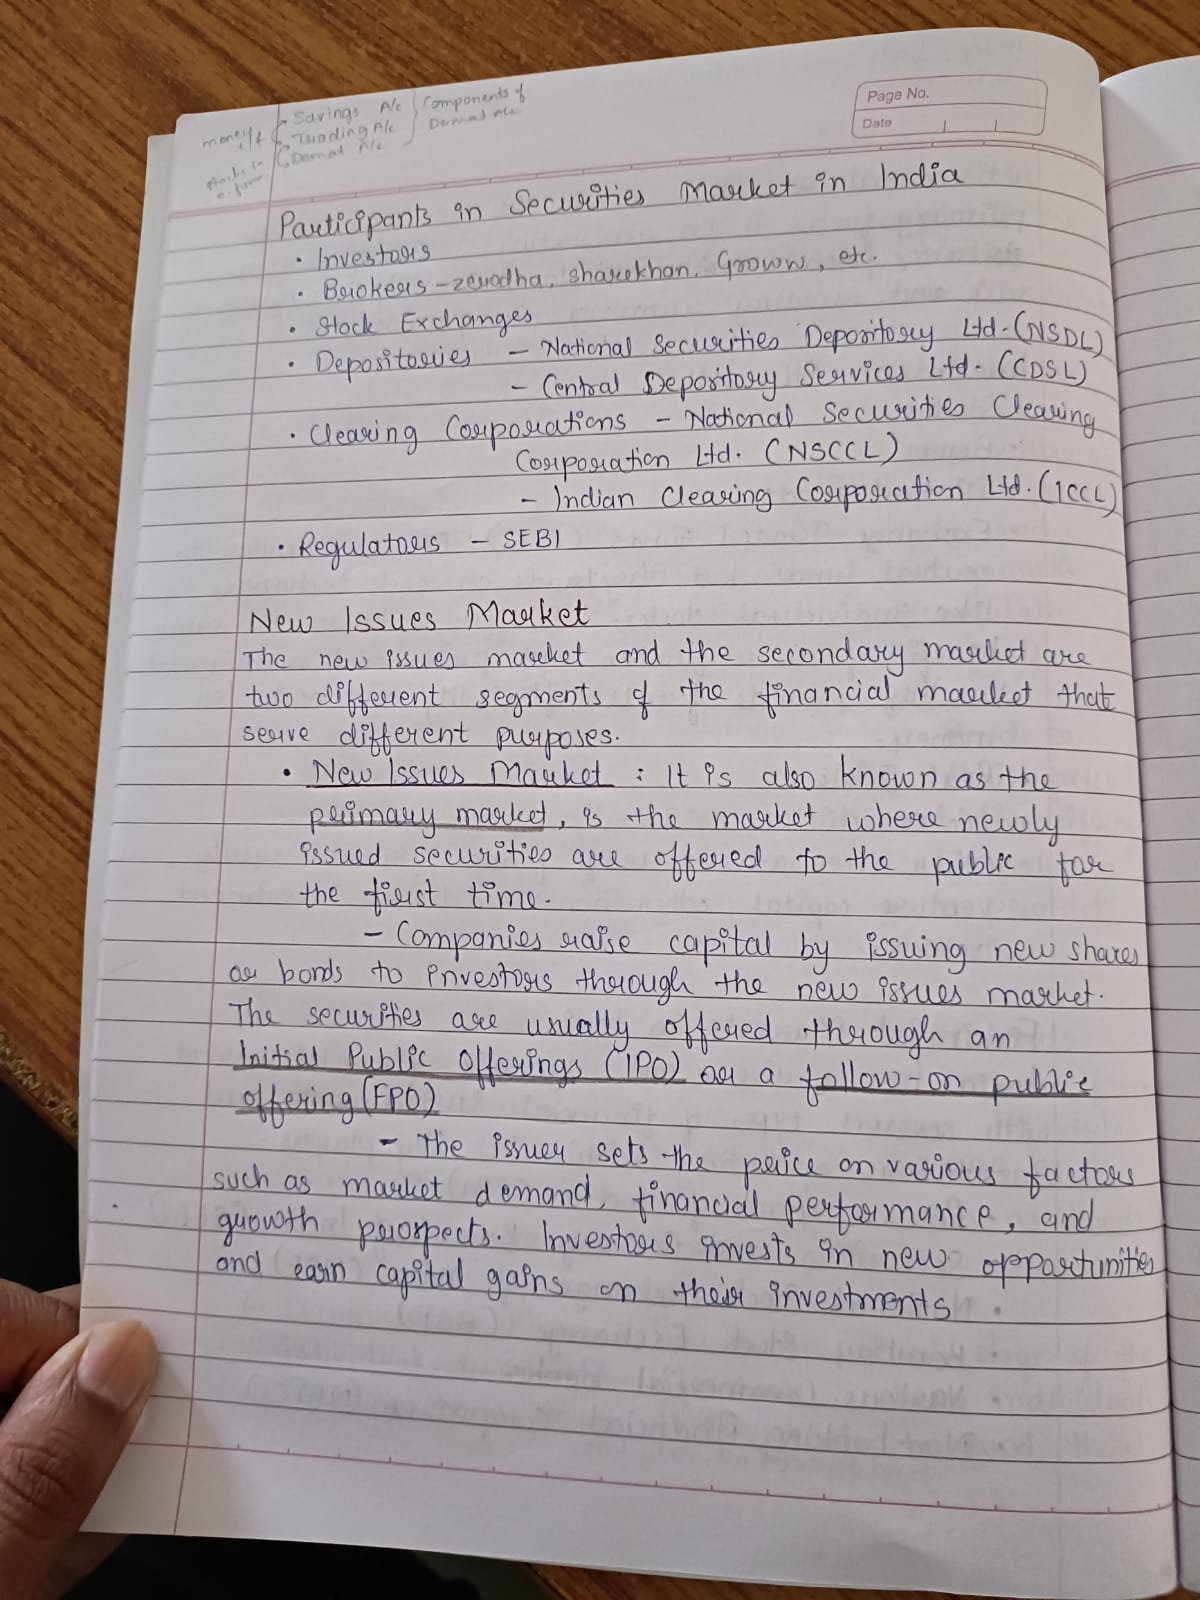 Savings A/c
Trading A/c
Demat A/c
Components of
Demat A/c
money
Page No.
Date
Participants in Securities Market in India
• Investors
• Brokers - zerodha, sharekhan, Groww, etc.
• Stock Exchanges
• Depositories - National Securities Depository Ltd. (NSDL)
- Central Depository Services Ltd. (CDSL)
• Clearing Corporations - National Securities Clearing
Corporation Ltd. (NSCCL)
- Indian Clearing Corporation Ltd. (ICCL)
• Regulators - SEBI
New Issues Market
The new issues market and the secondary market are
two different segments of the financial market that
serve different purposes.
• New Issues Market : It is also known as the
primary market, is the market where newly
issued securities are offered to the public for
the first time.
- Companies raise capital by issuing new shares
or bonds to investors through the new issues market.
The securities are usually offered through an
Initial Public Offerings (IPO) or a follow-on public
offering (FPO)
- The issuer sets the price on various factors
such as market demand, financial performance, and
growth prospects. Investors invests in new opportunities
and earn capital gains on their investments.